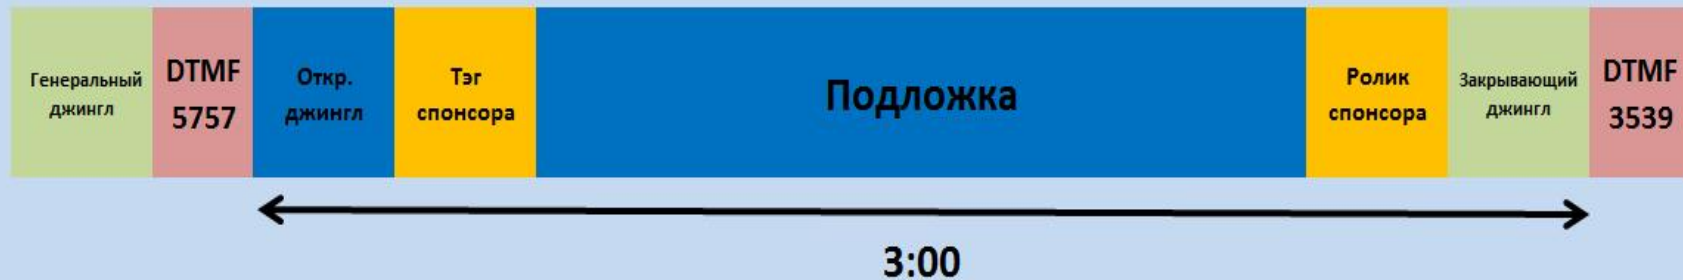 Генеральный
джингл
DTMF
5757
Откр.
джингл
Тэг
спонсора
Подложка
Ролик
спонсора
Закрывающий
джингл
DTMF
3539
3:00